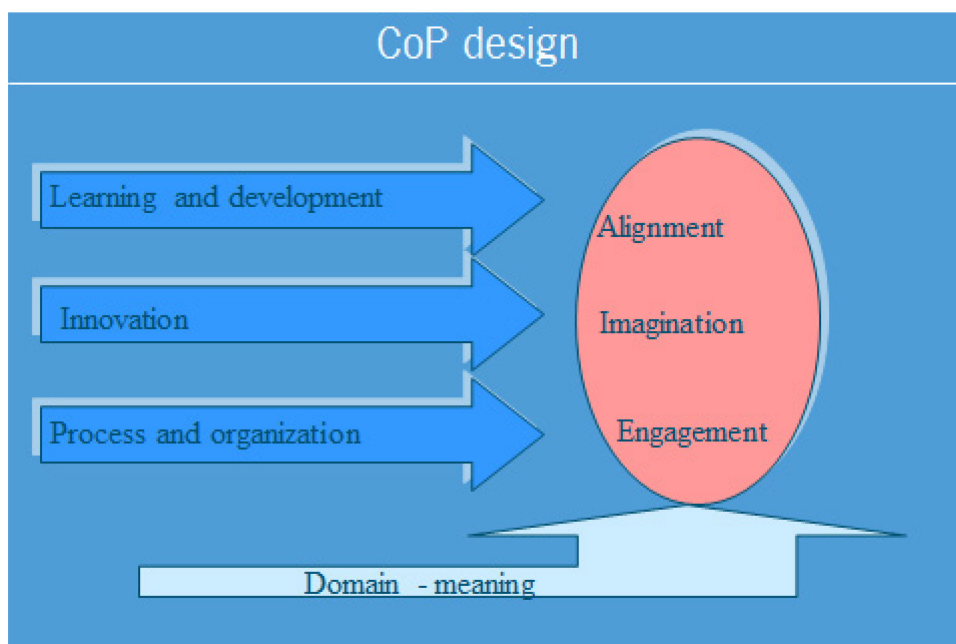 CoP design
Learning and development
Alignment
Innovation
Imagination
Process and organization
Engagement
Domain - meaning